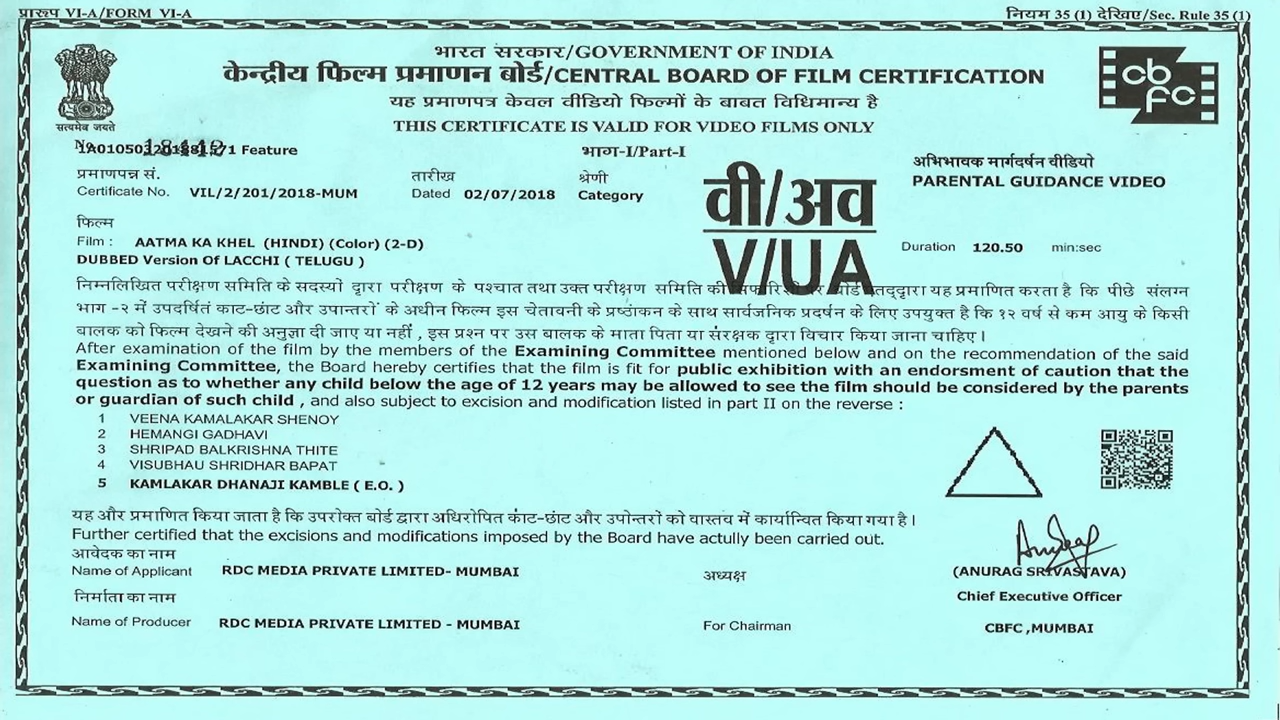 प्रारूप VI-A/FORM VI-A
नियम 35 (1) देखिए/Sec. Rule 35 (1)
भारत सरकार/GOVERNMENT OF INDIA
केन्द्रीय फिल्म प्रमाणन बोर्ड/CENTRAL BOARD OF FILM CERTIFICATION
cbfc
यह प्रमाणपत्र केवल वीडियो फिल्मों के बाबत विधिमान्य है
THIS CERTIFICATE IS VALID FOR VIDEO FILMS ONLY
सत्यमेव जयते
Feature
भाग-I/Part-I
वी/अव
V/UA
अभिभावक मार्गदर्शन वीडियो
PARENTAL GUIDANCE VIDEO
प्रमाणपन्न सं. तारीख श्रेणी
Certificate No. VIL/2/201/2018-MUM Dated 02/07/2018 Category
फिल्म
Film : AATMA KA KHEL (HINDI) (Color) (2-D)
Duration 120.50 min:sec
DUBBED Version Of LACCHI ( TELUGU )
निम्नलिखित परीक्षण समिति के सदस्यों द्वारा परीक्षण के पश्चात तथा उक्त परीक्षण समिति की यह प्रमाणित करता है कि पीछे संलग्न
भाग -२ में उपदर्षित काट-छांट और उपान्तरों के अधीन फिल्म इस चेतावनी के प्रष्ठांकन के साथ सार्वजनिक प्रदर्शन के लिए उपयुक्त है कि १२ वर्ष से कम आयु के किसी
बालक को फिल्म देखने की अनुज्ञा दी जाए या नहीं , इस प्रश्न पर उस बालक के माता पिता या संरक्षक द्वारा विचार किया जाना चाहिए।
After examination of the film by the members of the Examining Committee mentioned below and on the recommendation of the said
Examining Committee, the Board hereby certifies that the film is fit for public exhibition with an endorsement of caution that the
question as to whether any child below the age of 12 years may be allowed to see the film should be considered by the parents
or guardian of such child , and also subject to excision and modification listed in part II on the reverse :
1 VEENA KAMALAKAR SHENOY
2 HEMANGI GADHAVI
3 SHRIPAD BALKRISHNA THITE
4 VISUBHAU SHRIDHAR BAPAT
5 KAMLAKAR DHANAJI KAMBLE ( E.O. )
यह और प्रमाणित किया जाता है कि उपरोक्त बोर्ड द्वारा अधिरोपित काट-छांट और उपोन्तरों को वास्तव में कार्यान्वित किया गया है।
Further certified that the excisions and modifications imposed by the Board have actully been carried out.
आवेदक का नाम
Name of Applicant RDC MEDIA PRIVATE LIMITED- MUMBAI
अध्यक्ष
(ANURAG SRIVASTAVA)
निर्माता का नाम
Chief Executive Officer
Name of Producer RDC MEDIA PRIVATE LIMITED - MUMBAI
For Chairman
CBFC ,MUMBAI